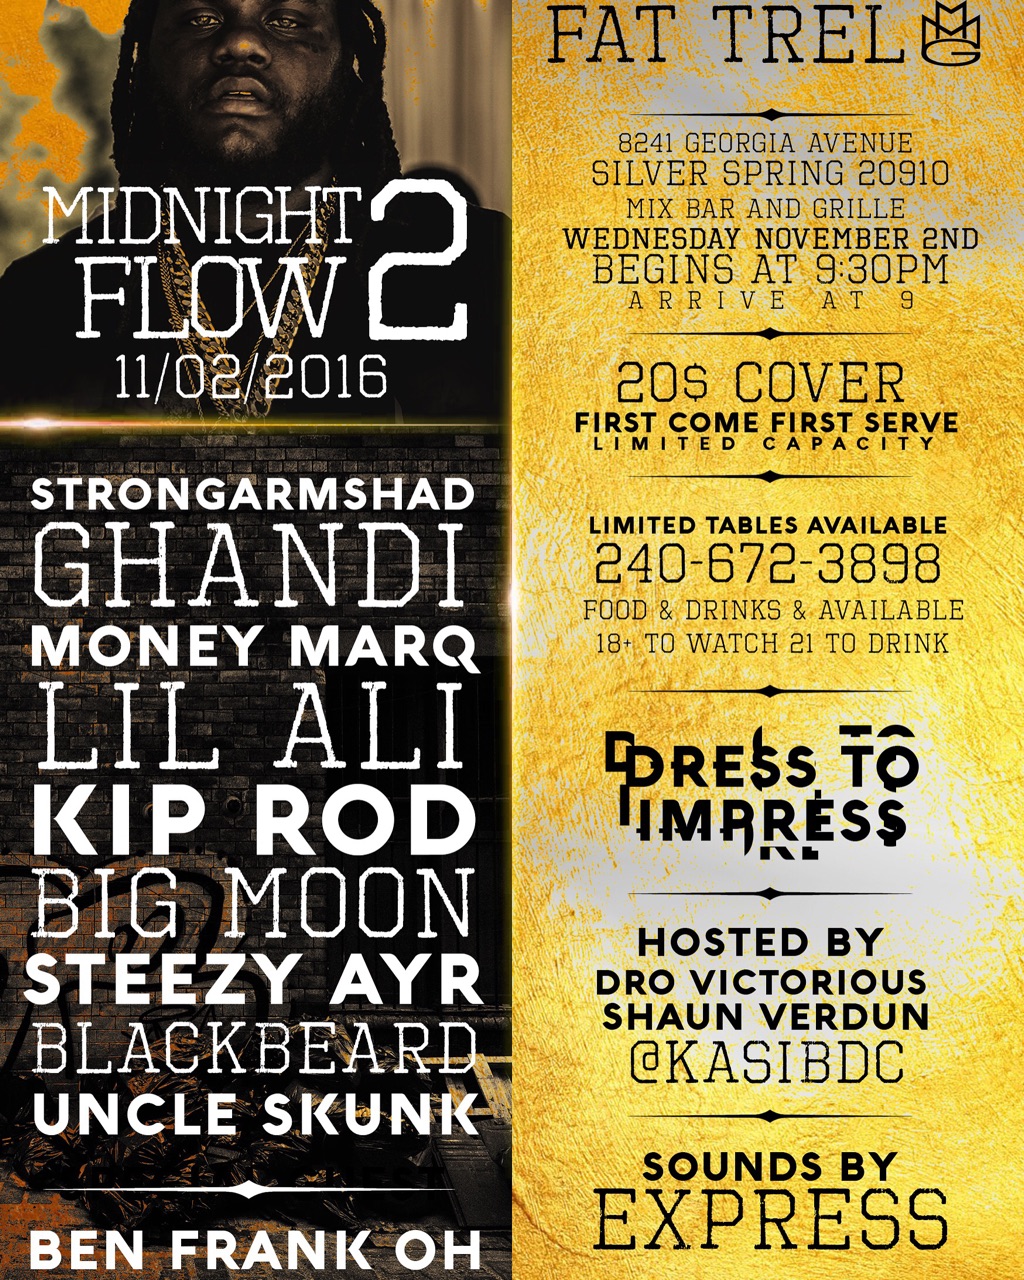 MIDNIGHT
FLOW 2
11/02/2016
STRONGARMSHAD
GHANDI
MONEY MARQ
LIL ALI
KIP ROD
BIG MOON
STEEZY AYR
BLACKBEARD
UNCLE SKUNK
BEN FRANK OH
FAT TREL MMG
8241 GEORGIA AVENUE
SILVER SPRING 20910
MIX BAR AND GRILLE
WEDNESDAY NOVEMBER 2ND
BEGINS AT 9:30PM
ARRIVE AT 9
20$ COVER
FIRST COME FIRST SERVE
LIMITED CAPACITY
LIMITED TABLES AVAILABLE
240-672-3898
FOOD & DRINKS & AVAILABLE
18+ TO WATCH 21 TO DRINK
DRESS TO
IMPRESS
HOSTED BY
DRO VICTORIOUS
SHAUN VERDUN
@KASIBDC
SOUNDS BY
EXPRESS